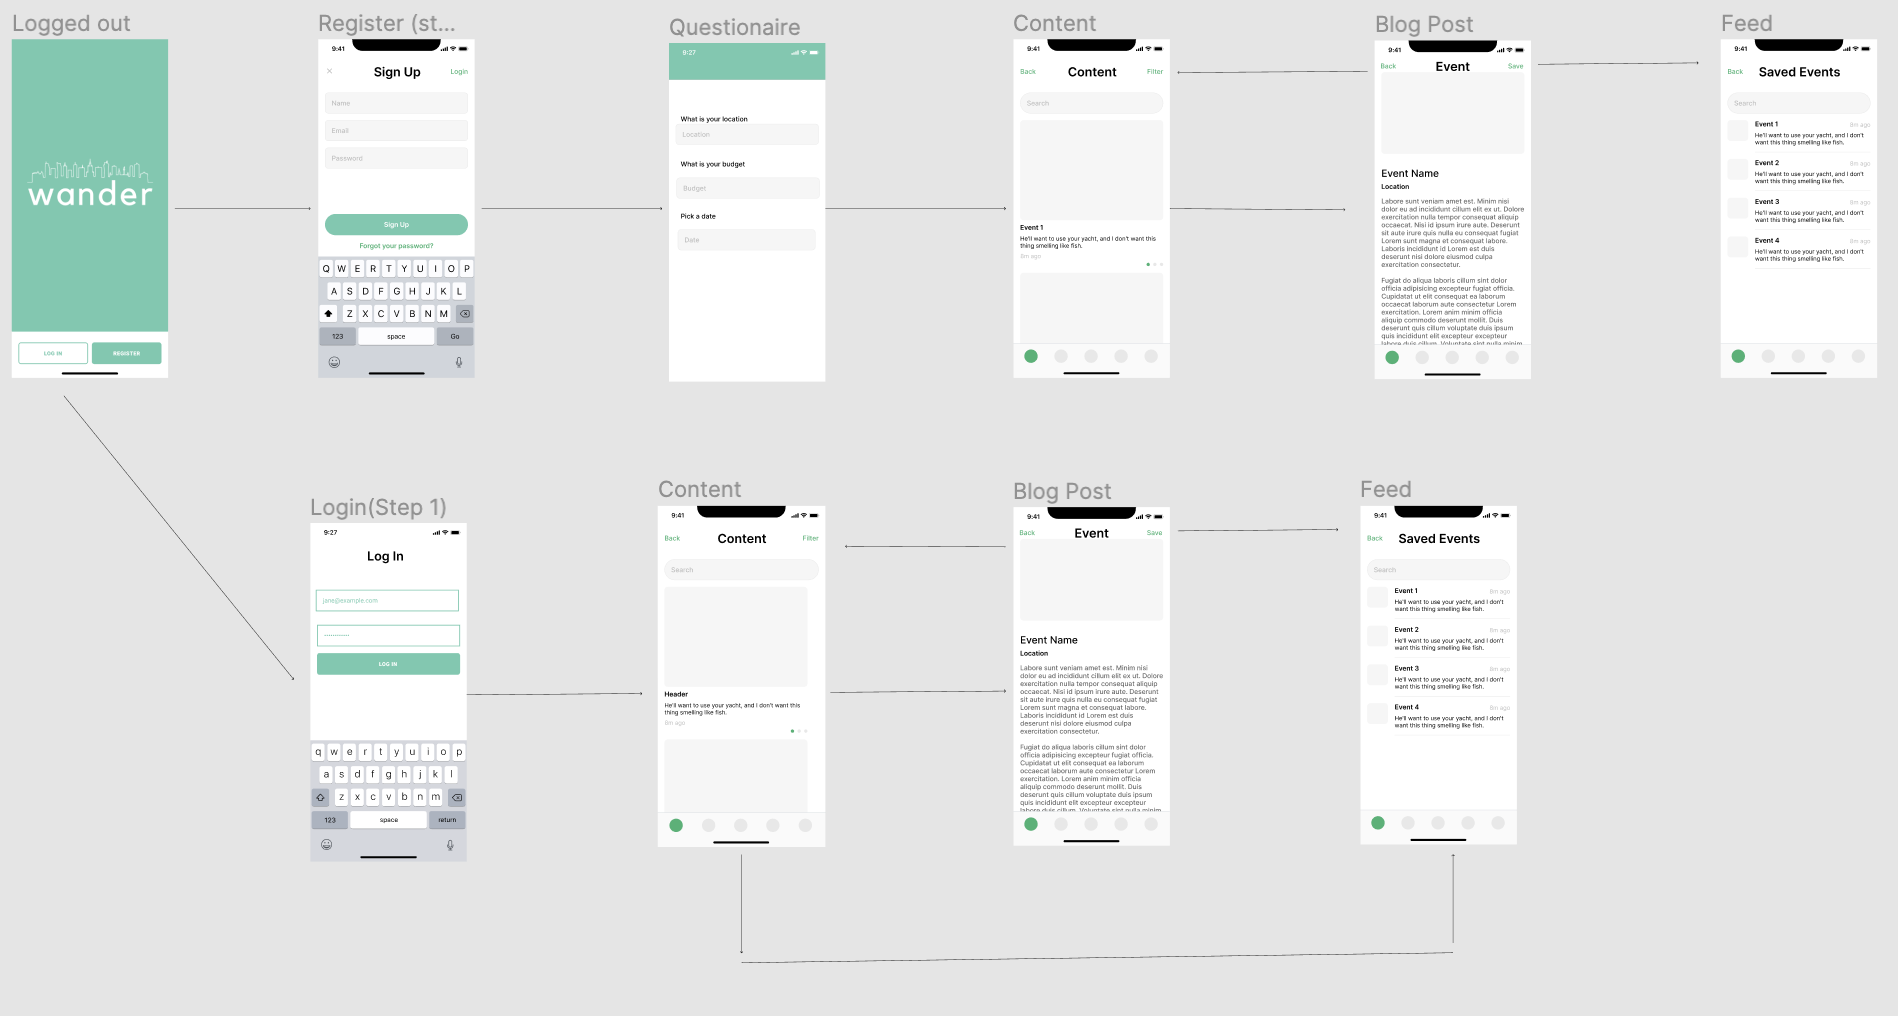 Logged out
wander
LOG IN
REGISTER
Register (st...
9:41
Sign Up
Login
Name
Email
Password
Sign Up
Forgot your password?
Q W E R T Y U I O P
A S D F G H J K L
Z X C V B N M
123
space
Go
Questionaire
9:27
What is your location
Location
What is your budget
Budget
Pick a date
Date
Content
9:41
Back
Content
Filter
Search
Event 1
He'll want to use your yacht, and I don't want this
thing smelling like fish.
8m ago
Blog Post
9:41
Back
Event
Save
Event Name
Location
Labore sunt veniam amet est. Minim nisi
dolor eu ad incididunt cillum elit ex ut. Dolore
exercitation nulla tempor consequat aliquip
occaecat. Nisi id ipsum irure aute. Deserunt
sit aute irure quis nulla eu consequat fugiat
Lorem sunt magna et consequat labore.
Laboris incididunt id Lorem est duis
deserunt nisi dolore eiusmod culpa
exercitation consectetur.
Fugiat do aliqua laboris cillum sint dolor
officia adipisicing excepteur fugiat officia.
Cupidatat ut elit consequat ea laborum
occaecat laborum aute consectetur Lorem
exercitation. Lorem anim minim officia
aliquip commodo deserunt mollit. Duis
deserunt quis cillum voluptate duis ipsum
quis incididunt elit excepteur excepteur
labore duis cillum. Voluptate sint nulla minim
Feed
9:41
Back
Saved Events
Search
Event 1
8m ago
He'll want to use your yacht, and I don't
want this thing smelling like fish.
Event 2
8m ago
He'll want to use your yacht, and I don't
want this thing smelling like fish.
Event 3
8m ago
He'll want to use your yacht, and I don't
want this thing smelling like fish.
Event 4
8m ago
He'll want to use your yacht, and I don't
want this thing smelling like fish.
Login(Step 1)
9:27
Log In
jane@example.com
LOG IN
q w e r t y u i o p
a s d f g h j k l
z x c v b n m
123
space
return
Content
9:41
Back
Content
Filter
Search
Header
He'll want to use your yacht, and I don't want this
thing smelling like fish.
8m ago
Blog Post
9:41
Back
Event
Save
Event Name
Location
Labore sunt veniam amet est. Minim nisi
dolor eu ad incididunt cillum elit ex ut. Dolore
exercitation nulla tempor consequat aliquip
occaecat. Nisi id ipsum irure aute. Deserunt
sit aute irure quis nulla eu consequat fugiat
Lorem sunt magna et consequat labore.
Laboris incididunt id Lorem est duis
deserunt nisi dolore eiusmod culpa
exercitation consectetur.
Fugiat do aliqua laboris cillum sint dolor
officia adipisicing excepteur fugiat officia.
Cupidatat ut elit consequat ea laborum
occaecat laborum aute consectetur Lorem
exercitation. Lorem anim minim officia
aliquip commodo deserunt mollit. Duis
deserunt quis cillum voluptate duis ipsum
quis incididunt elit excepteur excepteur
labore duis cillum. Voluptate sint nulla minim
Feed
9:41
Back
Saved Events
Search
Event 1
8m ago
He'll want to use your yacht, and I don't
want this thing smelling like fish.
Event 2
8m ago
He'll want to use your yacht, and I don't
want this thing smelling like fish.
Event 3
8m ago
He'll want to use your yacht, and I don't
want this thing smelling like fish.
Event 4
8m ago
He'll want to use your yacht, and I don't
want this thing smelling like fish.